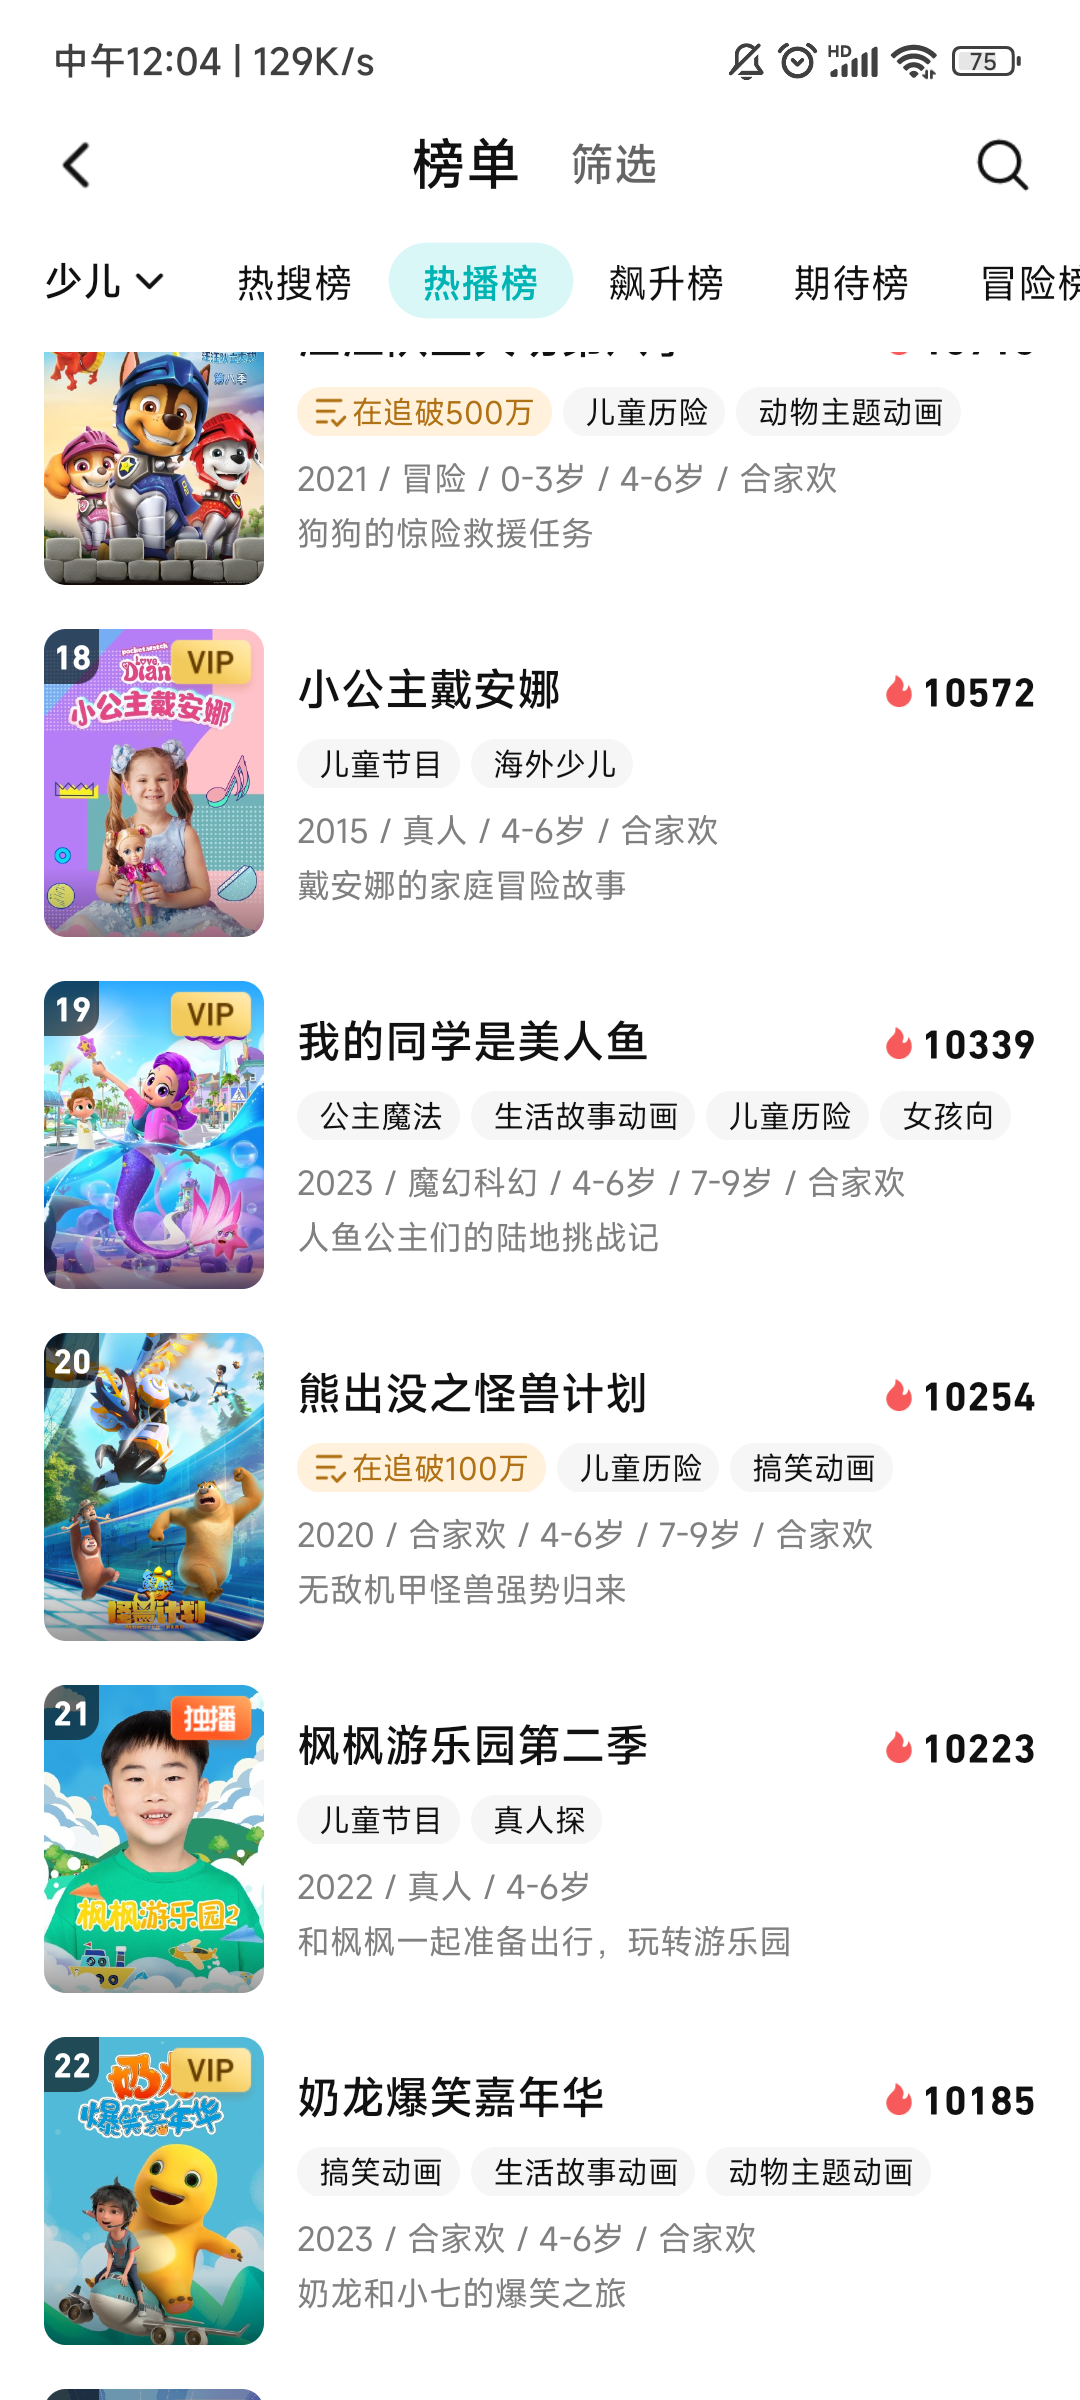 中午12:04 | 129K/s
HD
75
榜单 筛选
少儿 热搜榜 热播榜 飙升榜 期待榜 冒险榜
第八季
在追破500万 儿童历险 动物主题动画
2021 / 冒险 / 0-3岁 / 4-6岁 / 合家欢
狗狗的惊险救援任务
18 VIP
pocket.watch
Love, Dian
小公主戴安娜
小公主戴安娜 10572
儿童节目 海外少儿
2015 / 真人 / 4-6岁 / 合家欢
戴安娜的家庭冒险故事
19 VIP
我的同学是美人鱼 10339
公主魔法 生活故事动画 儿童历险 女孩向
2023 / 魔幻科幻 / 4-6岁 / 7-9岁 / 合家欢
人鱼公主们的陆地挑战记
20
怪兽计划
熊出没之怪兽计划 10254
在追破100万 儿童历险 搞笑动画
2020 / 合家欢 / 4-6岁 / 7-9岁 / 合家欢
无敌机甲怪兽强势归来
21 独播
枫枫游乐园2
枫枫游乐园第二季 10223
儿童节目 真人探
2022 / 真人 / 4-6岁
和枫枫一起准备出行，玩转游乐园
22 VIP
奶龙
爆笑嘉年华
奶龙爆笑嘉年华 10185
搞笑动画 生活故事动画 动物主题动画
2023 / 合家欢 / 4-6岁 / 合家欢
奶龙和小七的爆笑之旅